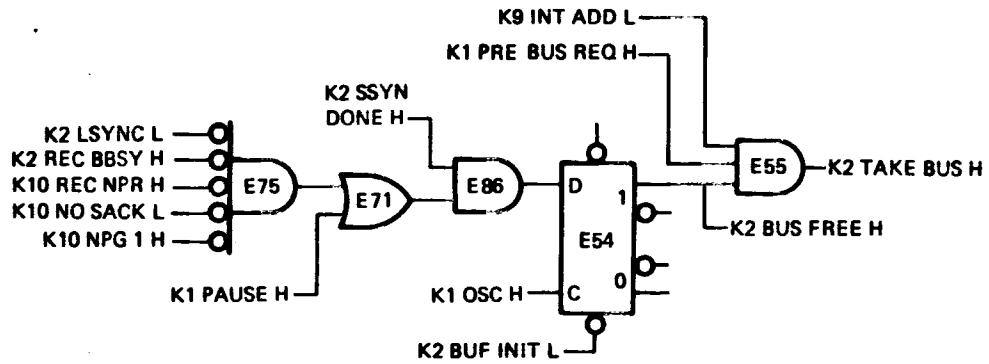 K9 INT ADD L
K1 PRE BUS REQ H
K2 SSYN
DONE H
K2 LSYNC L
K2 REC BBSY H
K10 REC NPR H
K10 NO SACK L
K10 NPG 1 H
E75
E71
K1 PAUSE H
E86
D
1
E54
0
C
K1 OSC H
K2 BUF INIT L
E55
K2 TAKE BUS H
K2 BUS FREE H